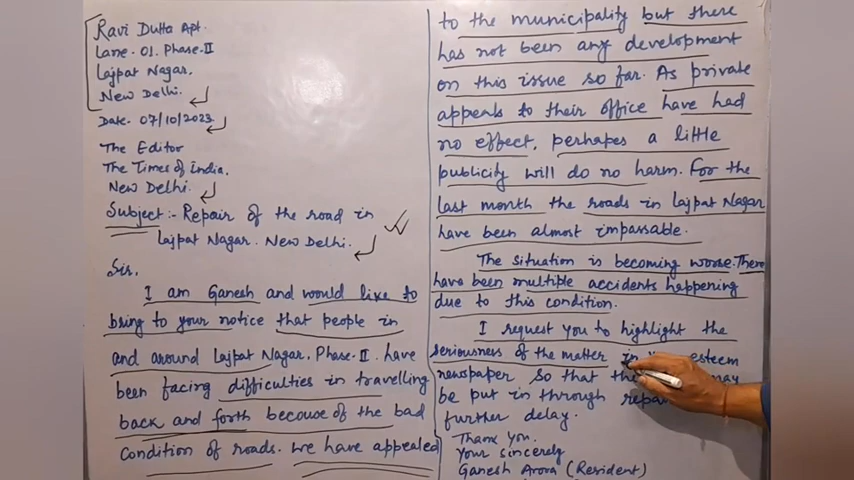 Ravi Dutta Apt.
Lane. 01. Phase-II
Lajpat Nagar.
New Delhi.
Date. 07/10/2023
The Editor
The Times of India.
New Delhi.
Subject:- Repair of the road in
Lajpat Nagar. New Delhi.
Sir.
I am Ganesh and would like to
bring to your notice that people in
and around Lajpat Nagar. Phase-II. have
been facing difficulties in travelling
back and forth because of the bad
condition of roads. we have appealed
to the municipality but there
has not been any development
on this issue so far. As private
appeals to their office have had
no effect, perhaps a little
publicity will do no harm. For the
last month the roads in Lajpat Nagar
have been almost impassable.
The situation is becoming worse. There
have been multiple accidents happening
due to this condition.
I request you to highlight the
seriousness of the matter in esteem
newspaper so that may
be put in through
further delay.
Thank you.
Your sincerely
Ganesh Arora (Resident)